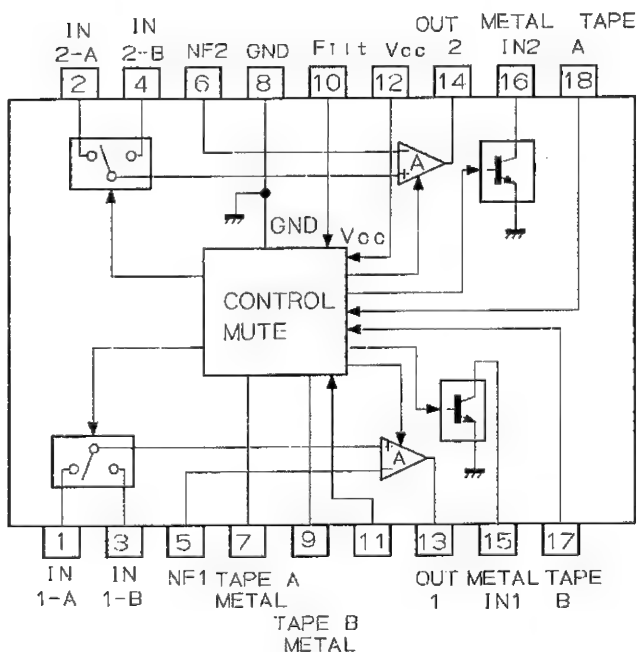 IN 2-A
IN 2-B
NF2
GND
Filt
Vcc
OUT 2
METAL IN2
TAPE A
2
4
6
8
10
12
14
16
18
A
GND
Vcc
CONTROL
MUTE
A
1
3
5
7
9
11
13
15
17
IN 1-A
IN 1-B
NF1
TAPE A METAL
TAPE B METAL
OUT 1
METAL IN1
TAPE B